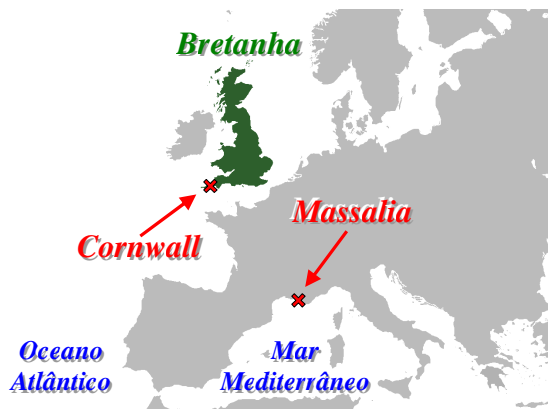 Bretanha
Massalia
Cornwall
Oceano
Atlântico
Mar
Mediterrâneo